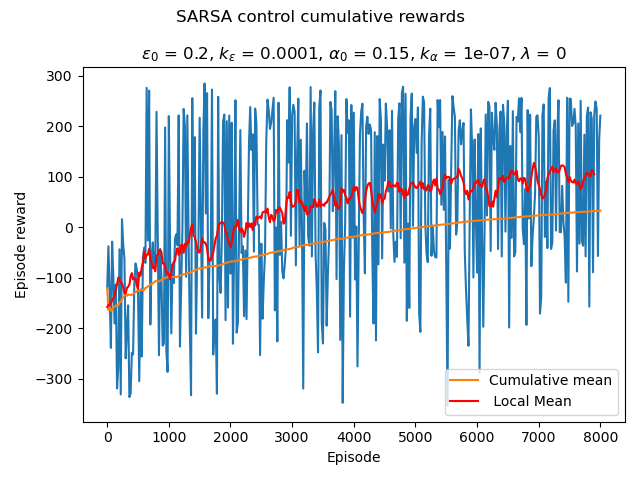 SARSA control cumulative rewards
ε₀ = 0.2, k_ε = 0.0001, α₀ = 0.15, k_α = 1e-07, λ = 0
300
200
100
0
−100
−200
−300
Episode reward
0 1000 2000 3000 4000 5000 6000 7000 8000
Episode
Cumulative mean
Local Mean